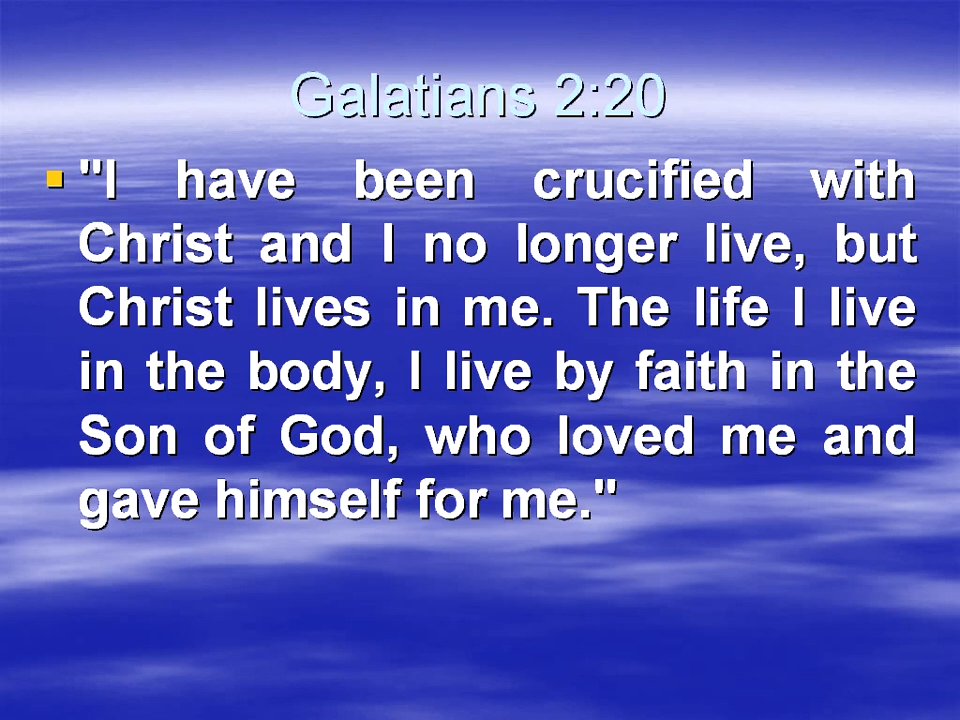 Galatians 2:20
▪ "I have been crucified with
Christ and I no longer live, but
Christ lives in me. The life I live
in the body, I live by faith in the
Son of God, who loved me and
gave himself for me."